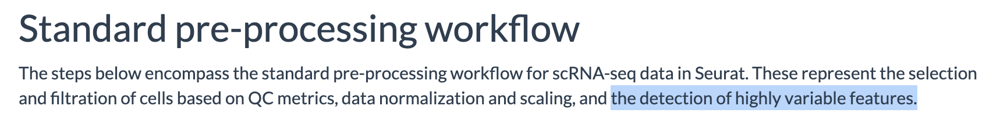 Standard pre-processing workflow
The steps below encompass the standard pre-processing workflow for scRNA-seq data in Seurat. These represent the selection
and filtration of cells based on QC metrics, data normalization and scaling, and the detection of highly variable features.